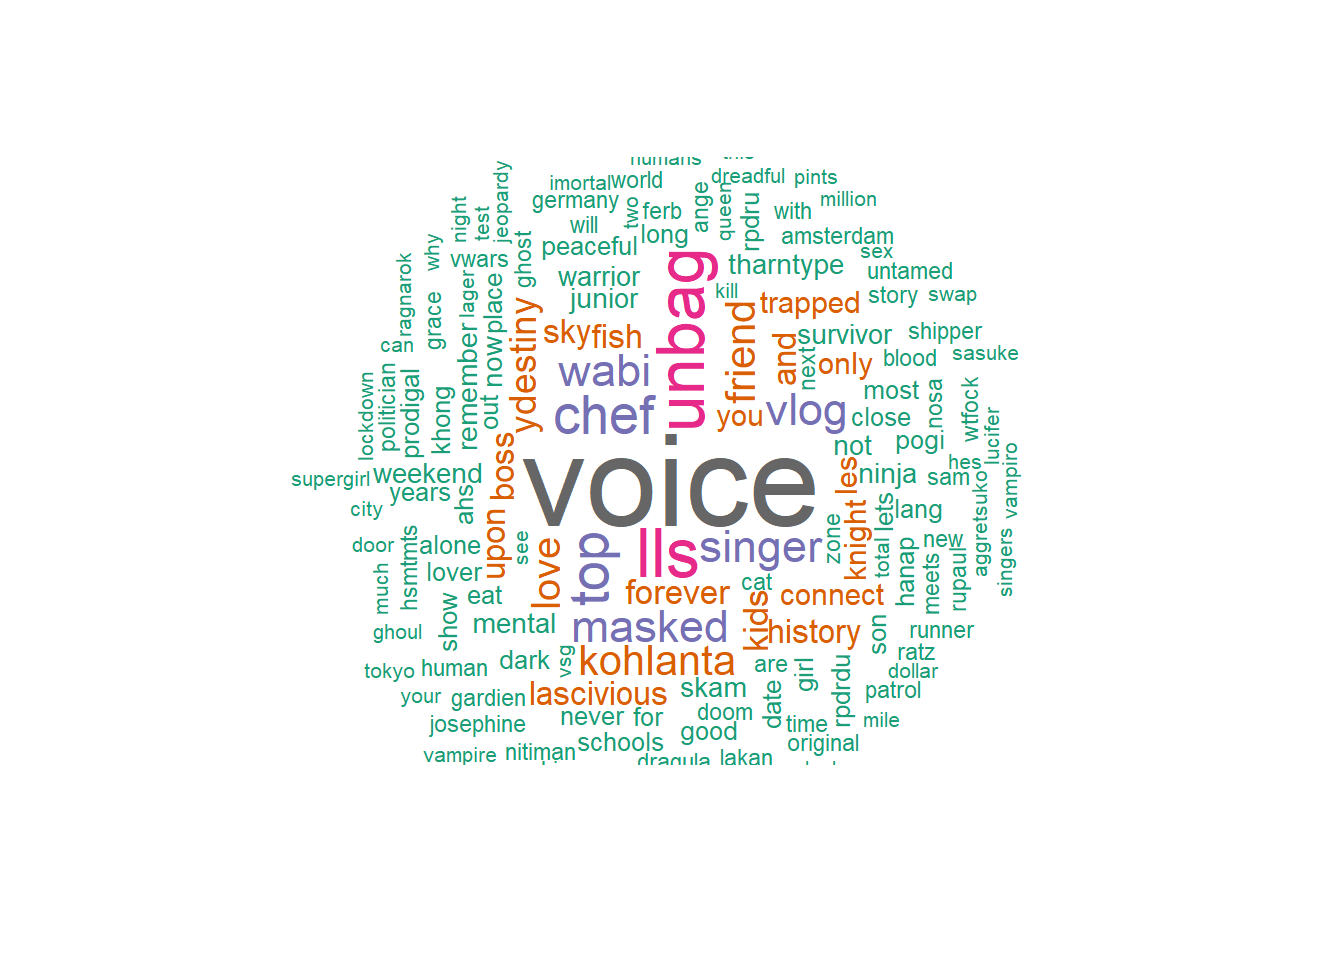 humans
this
imortal
world
dreadful
pints
germany
two
ferb
ange
queen
rpdru
with
million
night
test
jeopardy
will
long
amsterdam
why
vwars
ghost
peaceful
unbag
tharntype
sex
untamed
ragnarok
grace
lager
place
warrior
junior
kill
trapped
story
swap
can
remember
now
ydestiny
sky
fish
friend
and
survivor
shipper
lockdown
politician
prodigal
khong
out
wabi
next
only
blood
sasuke
chef
you
vlog
most
close
nosa
wtfock
lucifer
boss
voice
not
pogi
supergirl
weekend
les
ninja
sam
hes
vampiro
city
years
ahs
upon
knight
lets
lang
aggretsuko
door
alone
see
love
top
lls
singer
zone
total
hanap
new
meets
rupaul
singers
much
hsmtmts
lover
eat
forever
cat
connect
ghoul
show
mental
masked
kids
history
son
runner
tokyo
human
dark
vsg
kohlanta
are
girl
rpdrdu
ratz
dollar
your
gardien
lascivious
skam
date
patrol
josephine
never
for
doom
good
time
mile
vampire
nitiman
schools
dragula
lakan
original